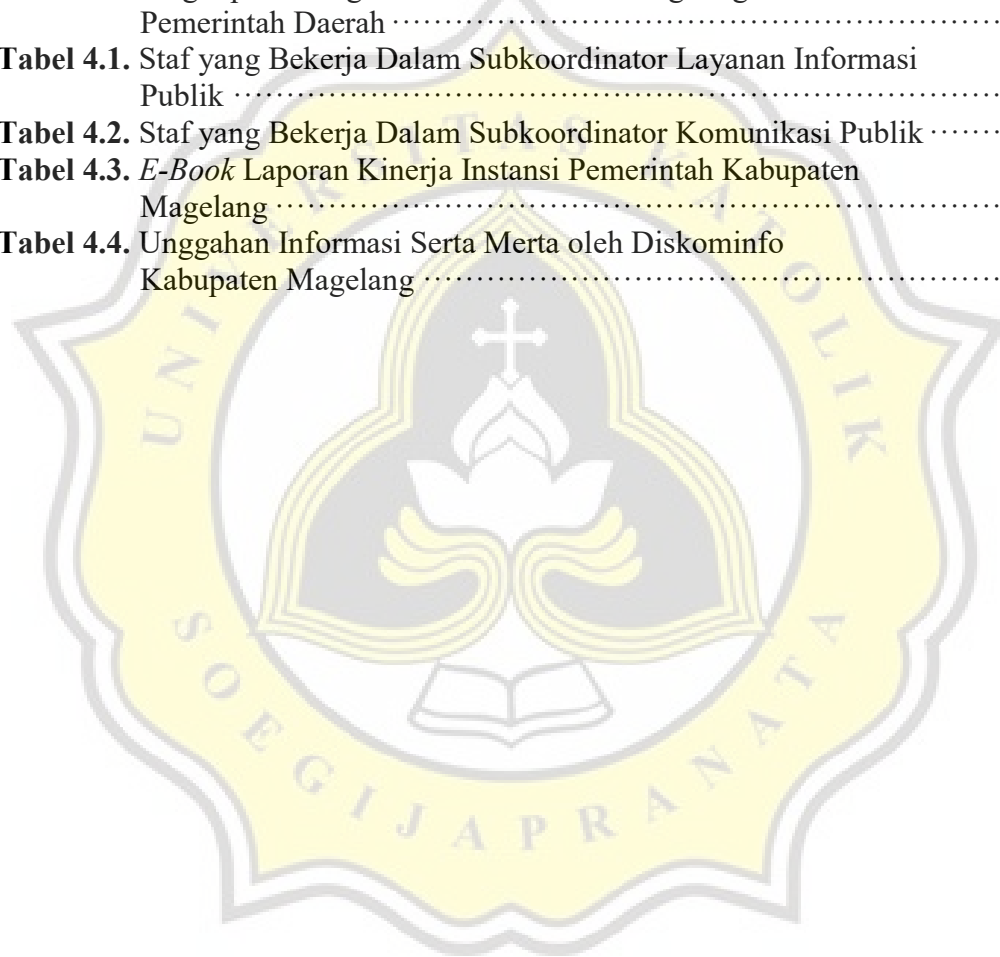 Pemerintah Daerah ........................................................
Tabel 4.1. Staf yang Bekerja Dalam Subkoordinator Layanan Informasi
Publik ........................................................
Tabel 4.2. Staf yang Bekerja Dalam Subkoordinator Komunikasi Publik .......
Tabel 4.3. E-Book Laporan Kinerja Instansi Pemerintah Kabupaten
Magelang ........................................................
Tabel 4.4. Unggahan Informasi Serta Merta oleh Diskominfo
Kabupaten Magelang ........................................................
UNIVERSITAS KATOLIK
SOEGIJAPRANATA